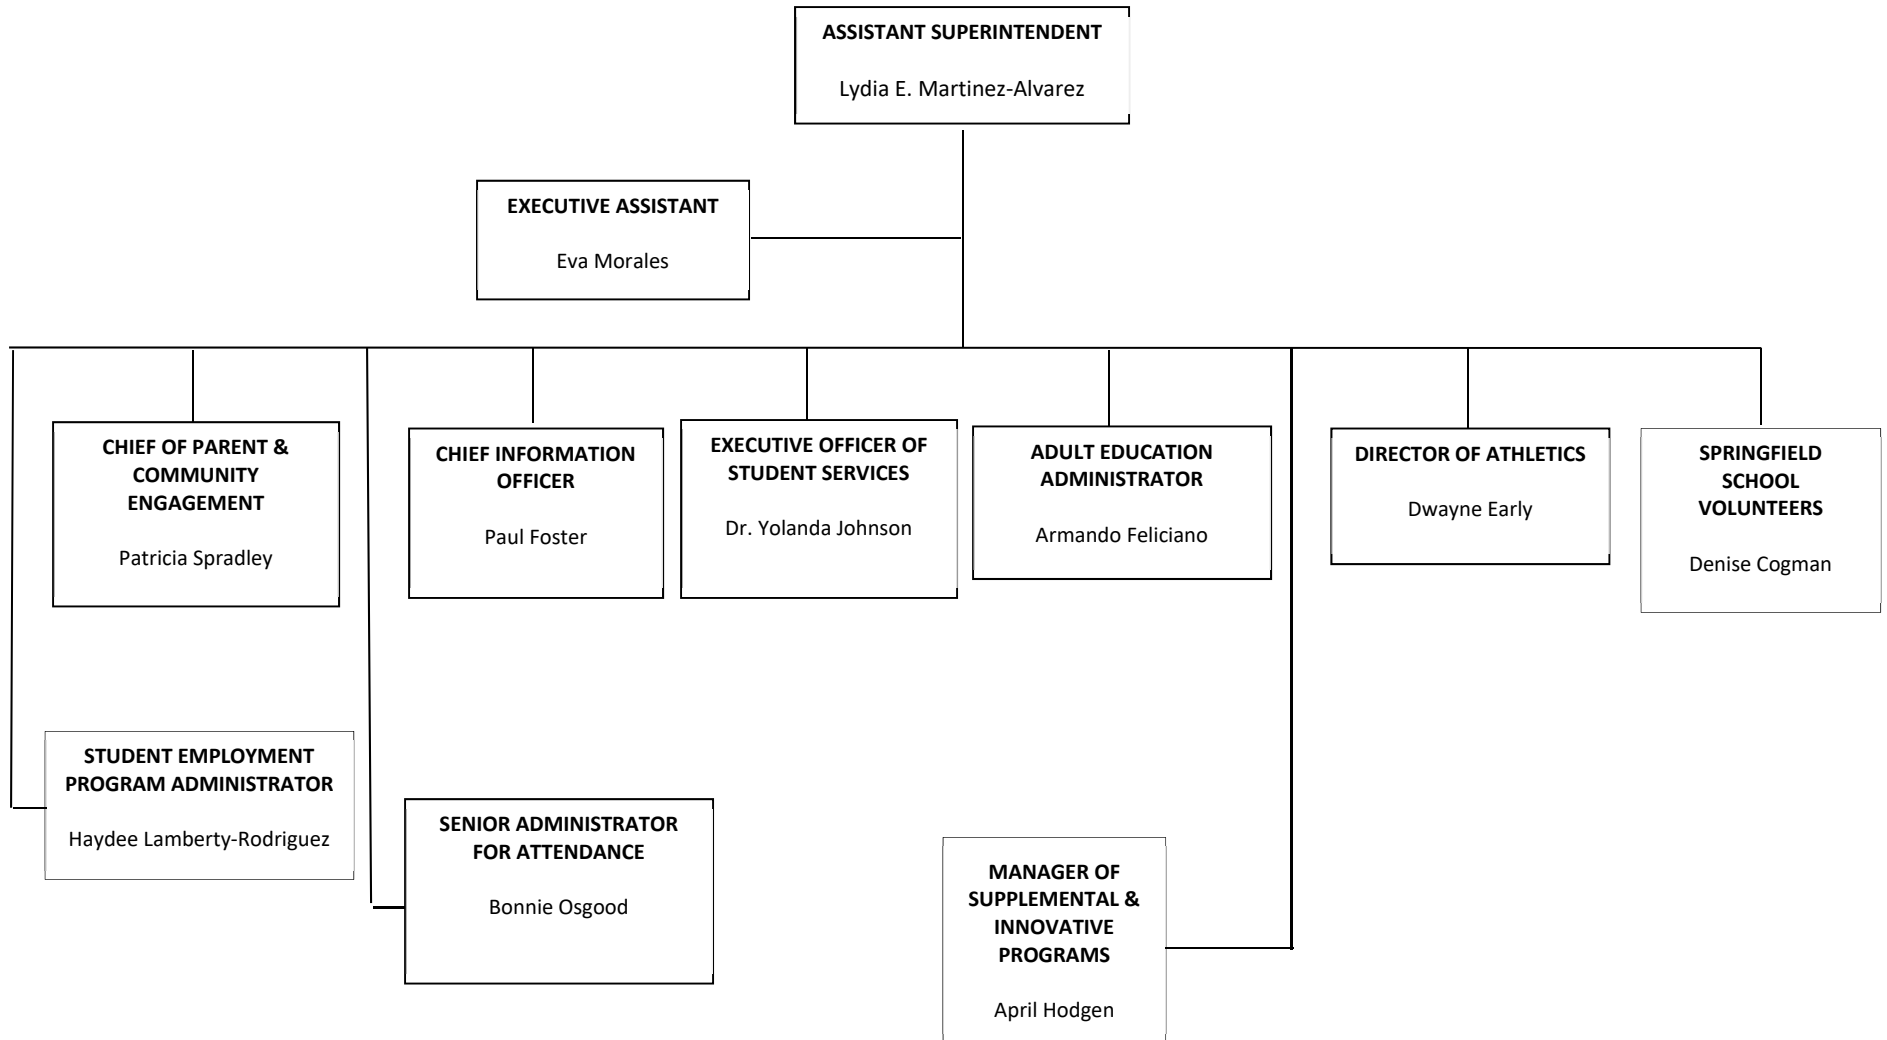 ASSISTANT SUPERINTENDENT
Lydia E. Martinez-Alvarez
EXECUTIVE ASSISTANT
Eva Morales
CHIEF OF PARENT &
COMMUNITY
ENGAGEMENT
Patricia Spradley
CHIEF INFORMATION
OFFICER
Paul Foster
EXECUTIVE OFFICER OF
STUDENT SERVICES
Dr. Yolanda Johnson
ADULT EDUCATION
ADMINISTRATOR
Armando Feliciano
DIRECTOR OF ATHLETICS
Dwayne Early
SPRINGFIELD
SCHOOL
VOLUNTEERS
Denise Cogman
STUDENT EMPLOYMENT
PROGRAM ADMINISTRATOR
Haydee Lamberty-Rodriguez
SENIOR ADMINISTRATOR
FOR ATTENDANCE
Bonnie Osgood
MANAGER OF
SUPPLEMENTAL &
INNOVATIVE
PROGRAMS
April Hodgen